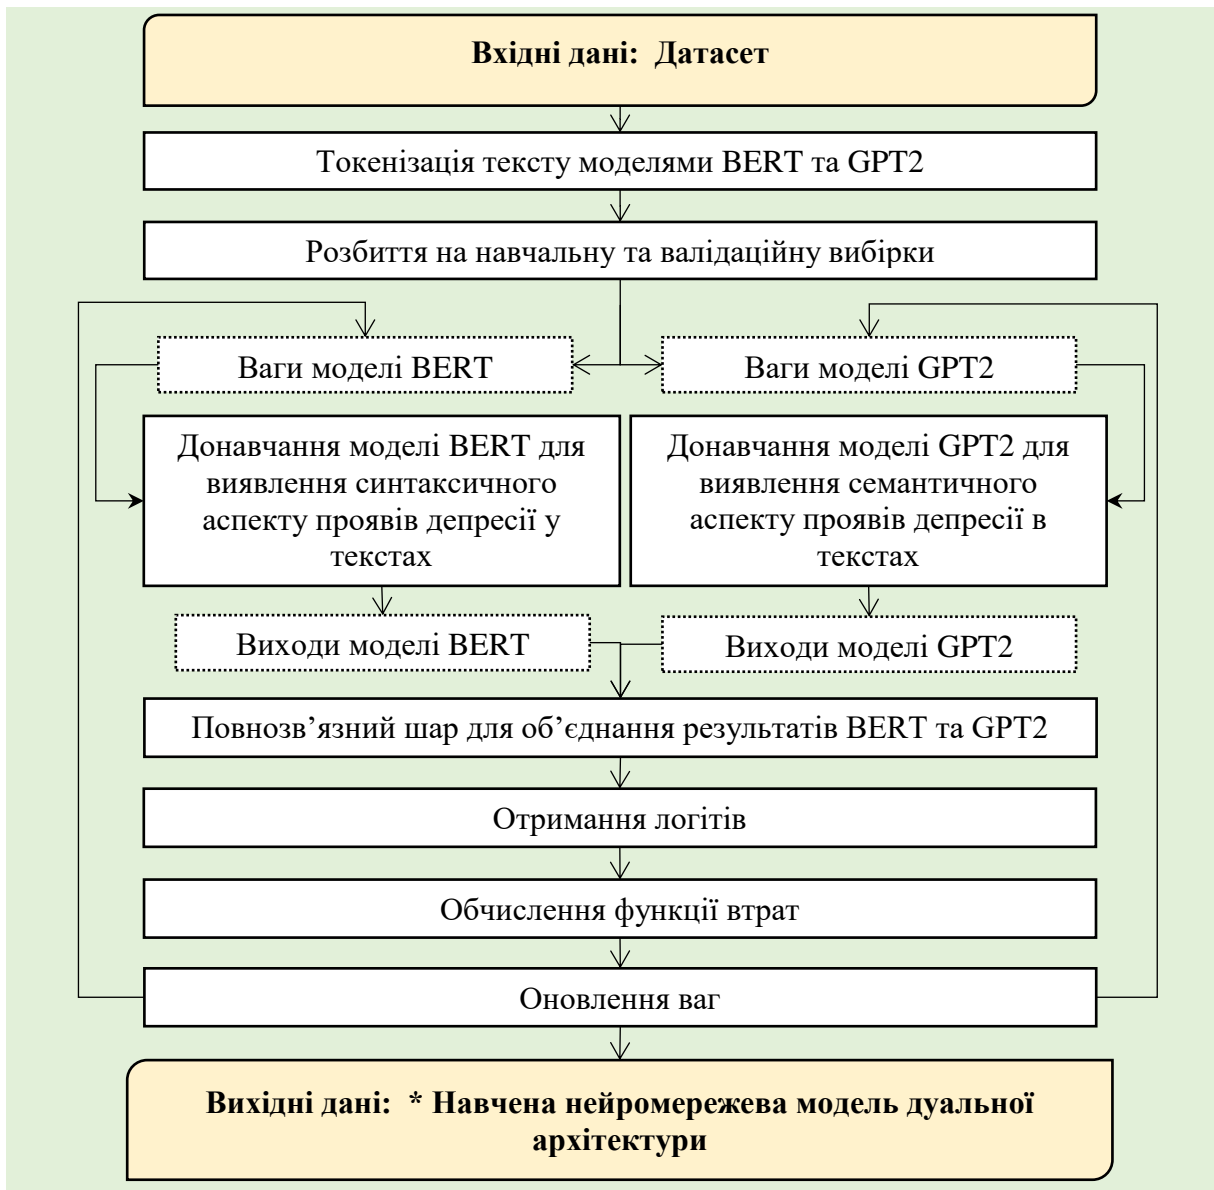 Вхідні дані: Датасет
Токенізація тексту моделями BERT та GPT2
Розбиття на навчальну та валідаційну вибірки
Ваги моделі BERT
Ваги моделі GPT2
Донавчання моделі BERT для
виявлення синтаксичного
аспекту проявів депресії у
текстах
Донавчання моделі GPT2 для
виявлення семантичного
аспекту проявів депресії в
текстах
Виходи моделі BERT
Виходи моделі GPT2
Повнозв’язний шар для об’єднання результатів BERT та GPT2
Отримання логітів
Обчислення функції втрат
Оновлення ваг
Вихідні дані: * Навчена нейромережева модель дуальної
архітектури